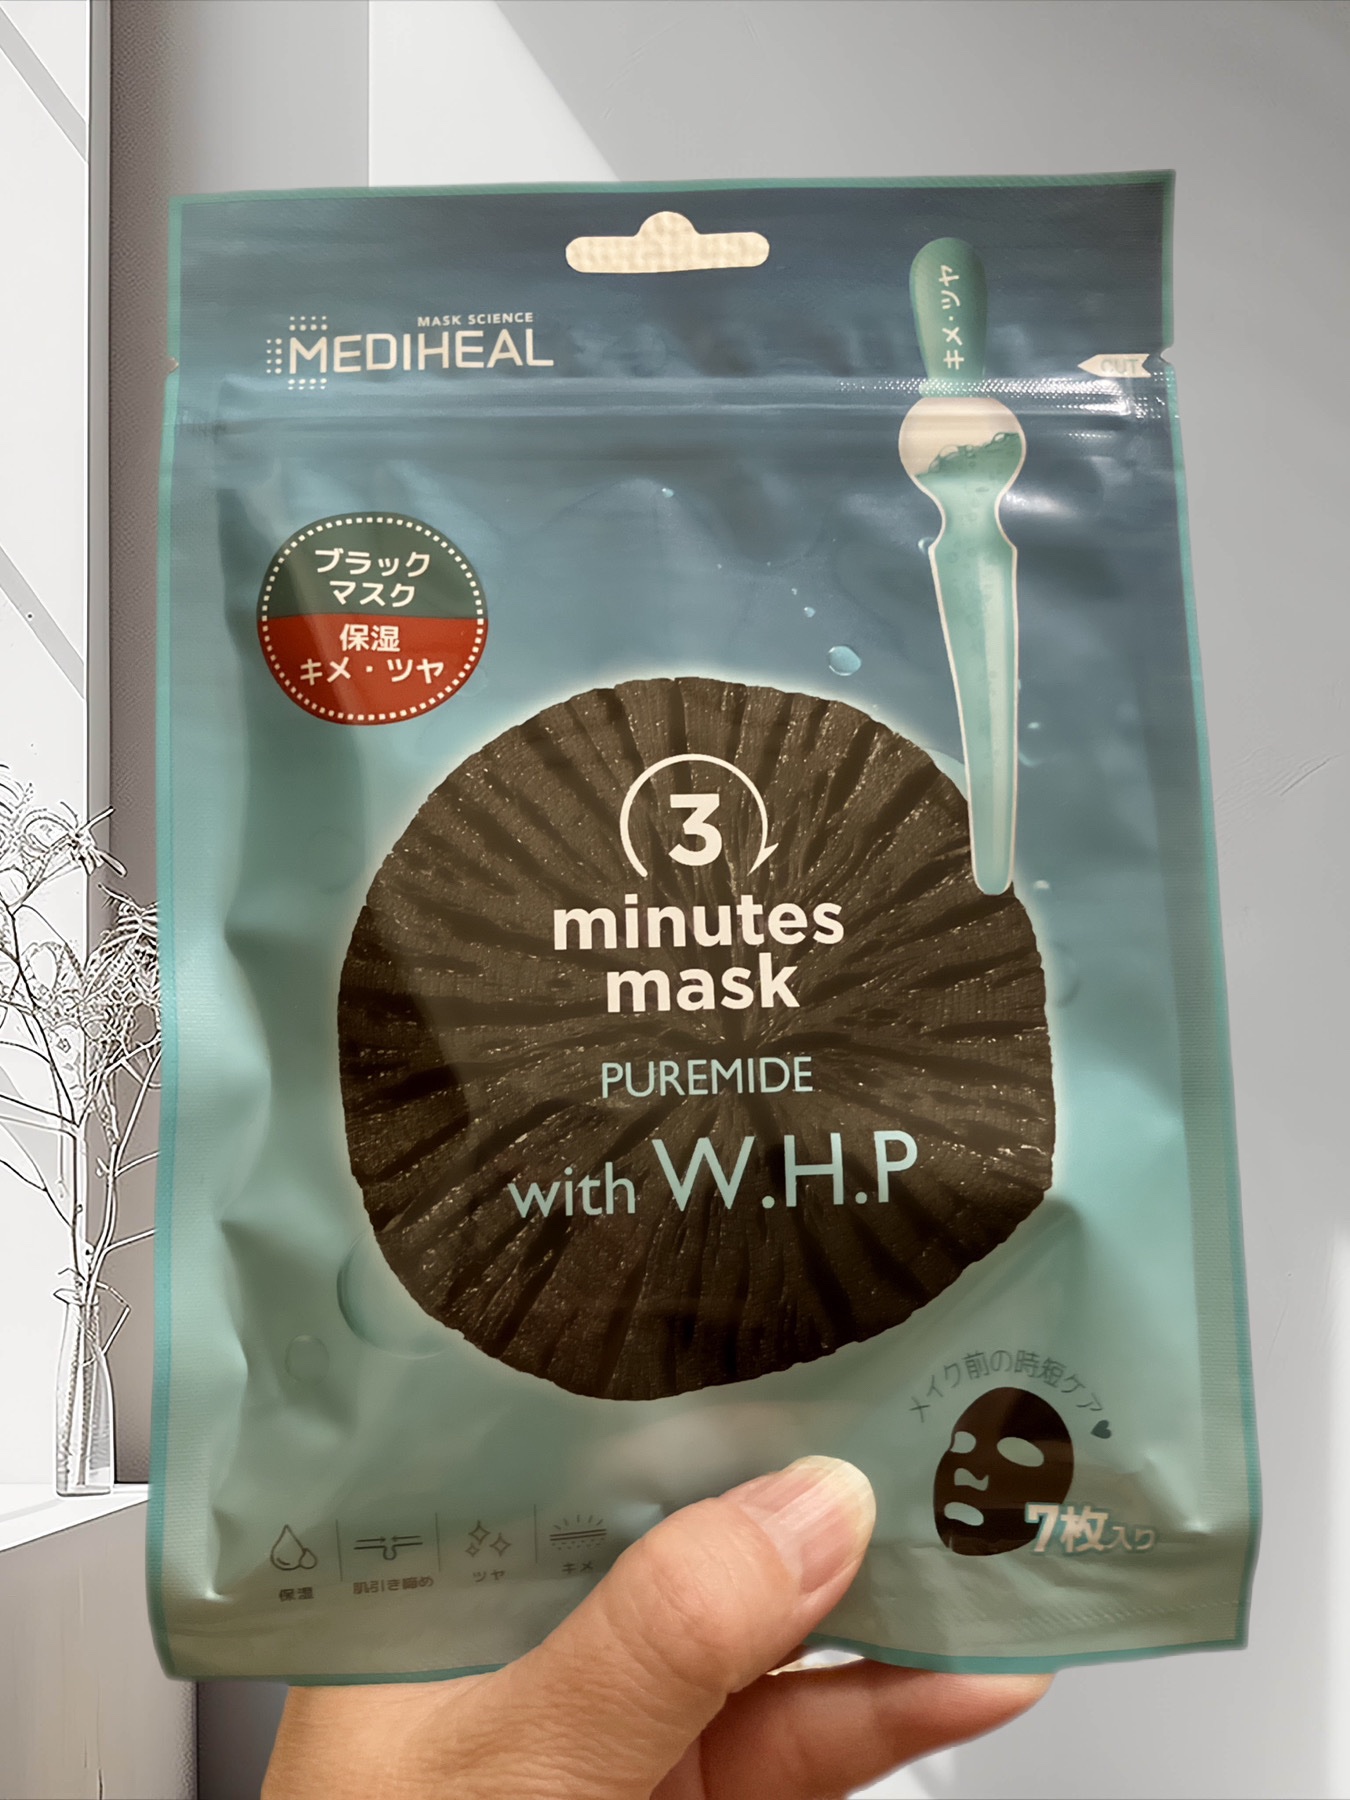 MASK SCIENCE
MEDIHEAL
キメ・ツヤ
CUT
ブラック
マスク
保湿
キメ・ツヤ
3
minutes
mask
PUREMIDE
with W.H.P
メイク前の時短ケア
7枚入り
保湿
肌引き締め
ツヤ
キメ